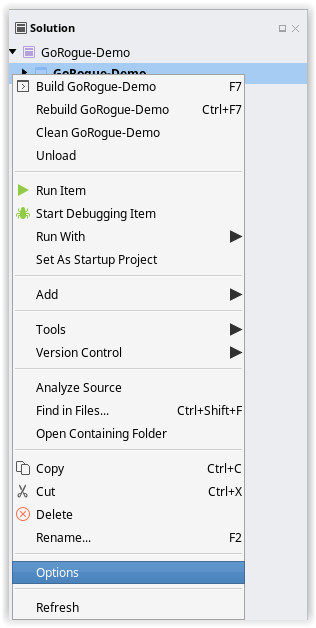 Solution
GoRogue-Demo
GoRogue-Demo
Build GoRogue-Demo F7
Rebuild GoRogue-Demo Ctrl+F7
Clean GoRogue-Demo
Unload
Run Item
Start Debugging Item
Run With
Set As Startup Project
Add
Tools
Version Control
Analyze Source
Find in Files... Ctrl+Shift+F
Open Containing Folder
Copy Ctrl+C
Cut Ctrl+X
Delete
Rename... F2
Options
Refresh